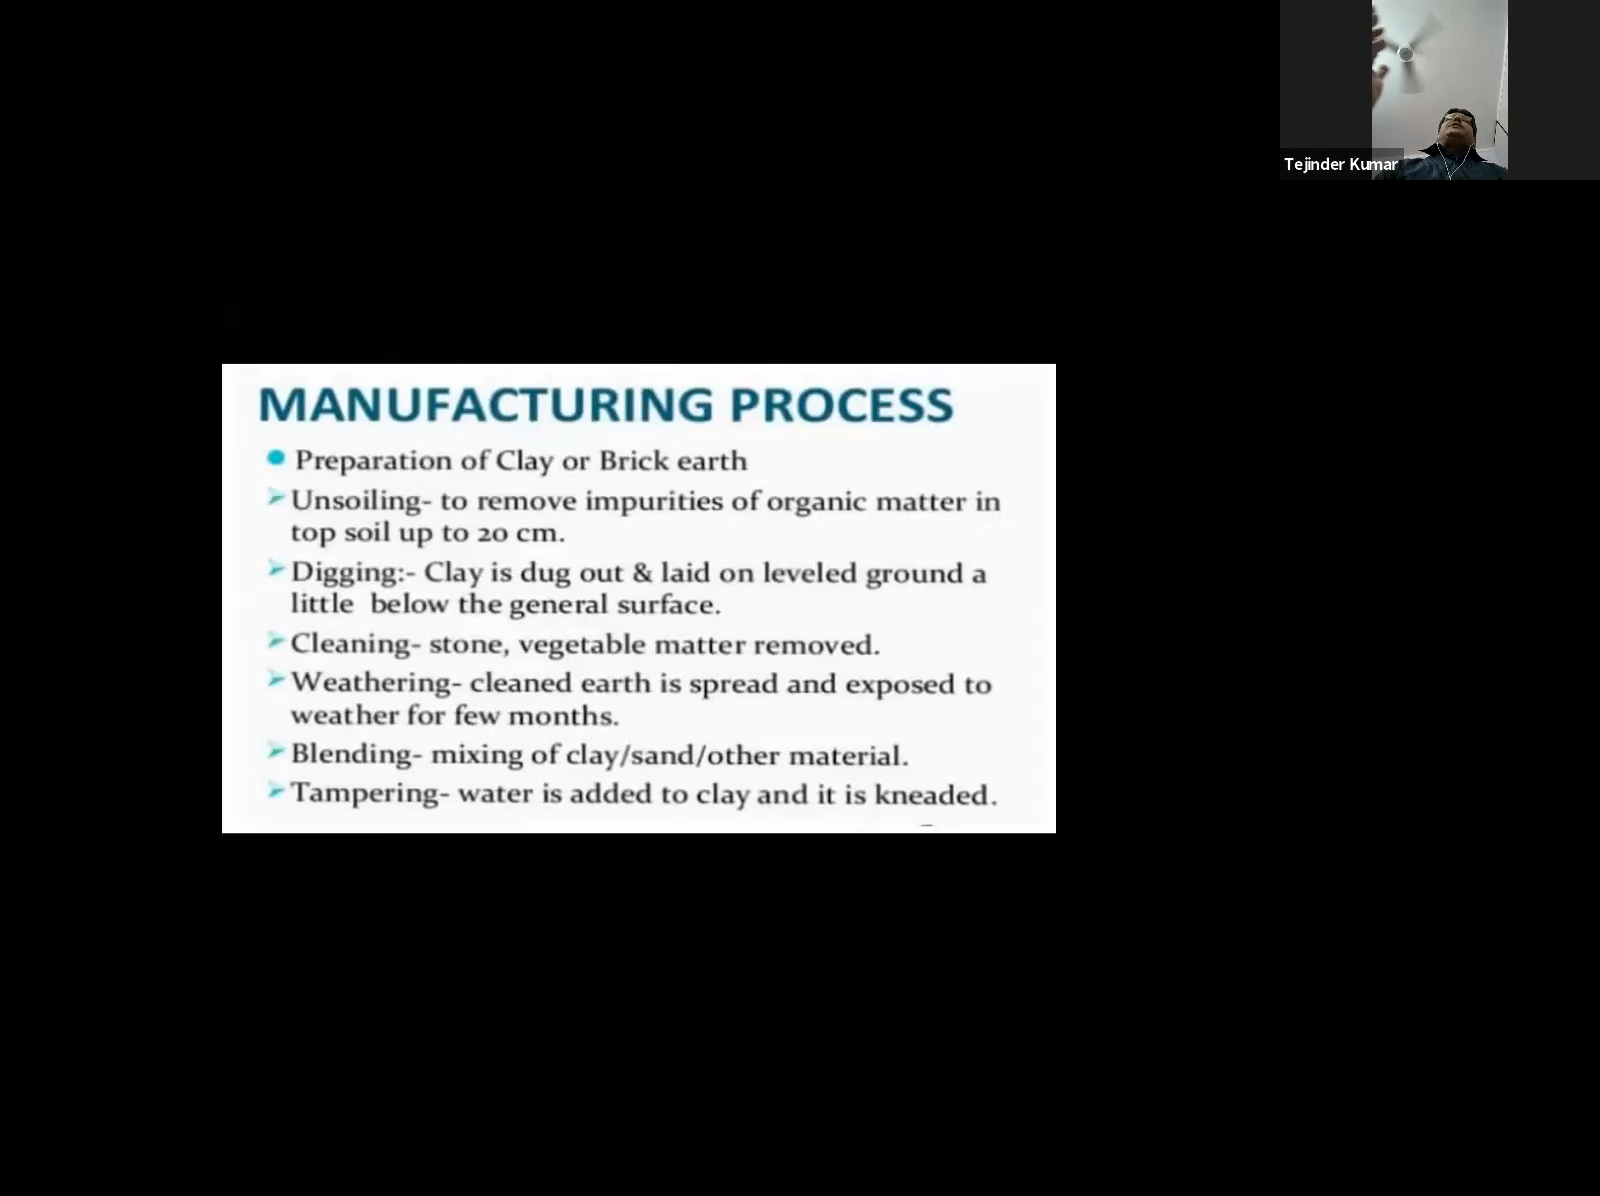 Tejinder Kumar
MANUFACTURING PROCESS
Preparation of Clay or Brick earth
Unsoiling- to remove impurities of organic matter in
top soil up to 20 cm.
Digging:- Clay is dug out & laid on leveled ground a
little below the general surface.
Cleaning- stone, vegetable matter removed.
Weathering- cleaned earth is spread and exposed to
weather for few months.
Blending- mixing of clay/sand/other material.
Tampering- water is added to clay and it is kneaded.